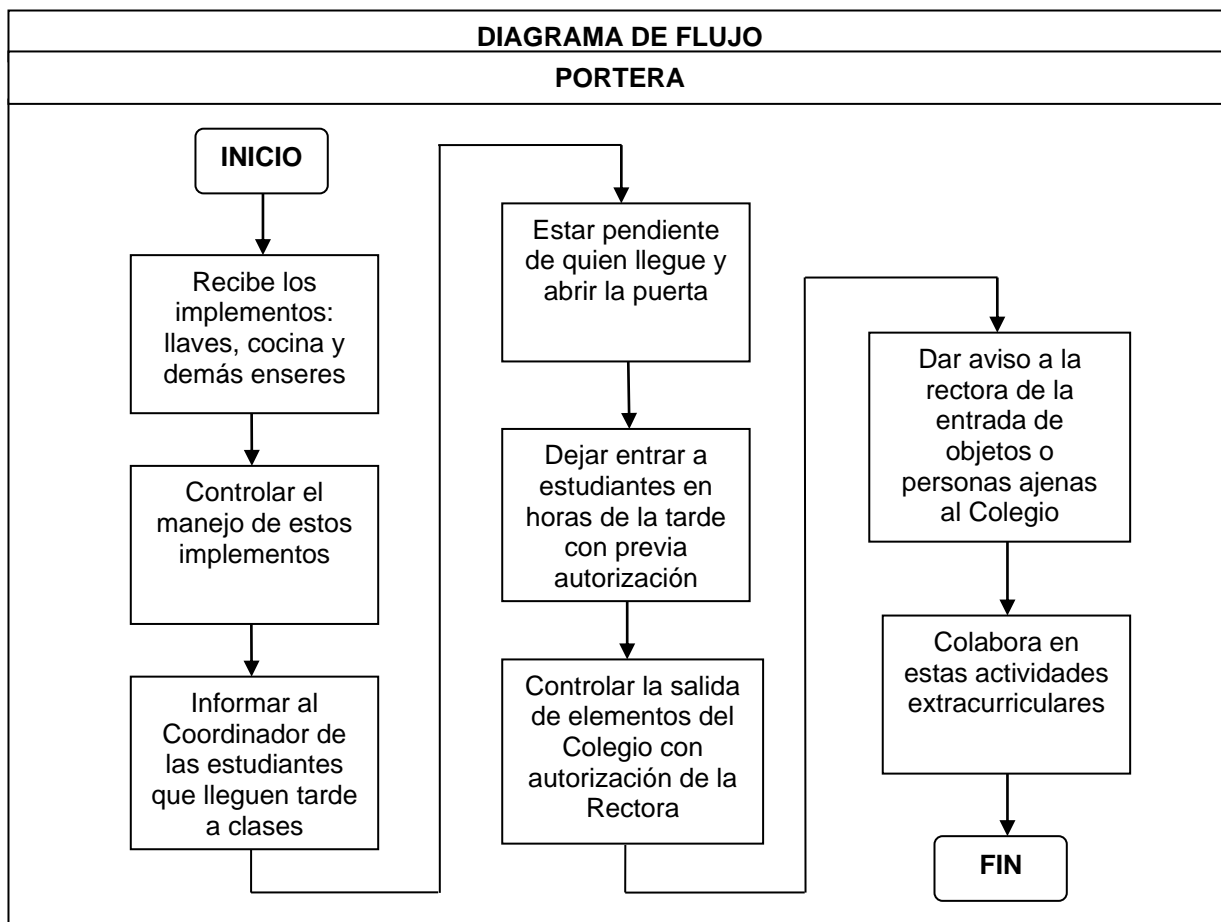 DIAGRAMA DE FLUJO
PORTERA
INICIO
Recibe los
implementos:
llaves, cocina y
demás enseres
Controlar el
manejo de estos
implementos
Informar al
Coordinador de
las estudiantes
que lleguen tarde
a clases
Estar pendiente
de quien llegue y
abrir la puerta
Dejar entrar a
estudiantes en
horas de la tarde
con previa
autorización
Controlar la salida
de elementos del
Colegio con
autorización de la
Rectora
Dar aviso a la
rectora de la
entrada de
objetos o
personas ajenas
al Colegio
Colabora en
estas actividades
extracurriculares
FIN